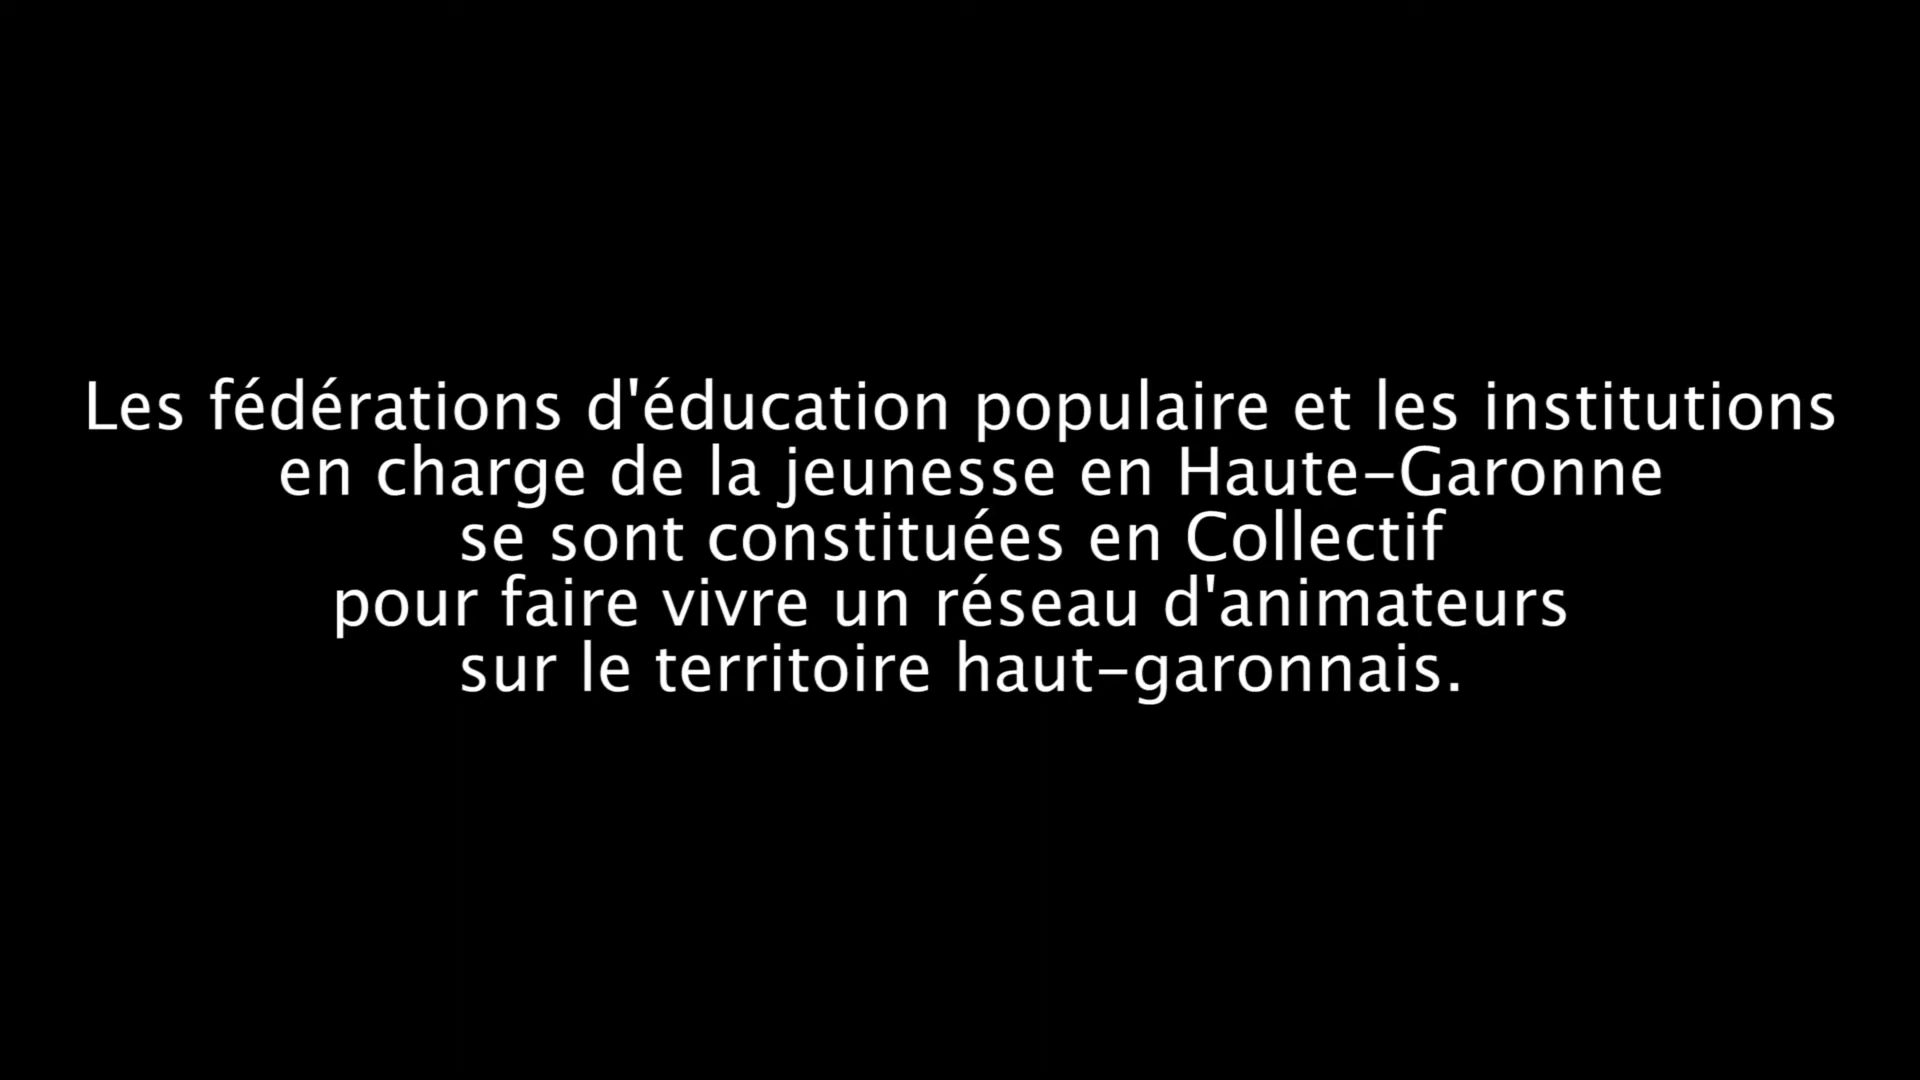 Les fédérations d'éducation populaire et les institutions
en charge de la jeunesse en Haute-Garonne
se sont constituées en Collectif
pour faire vivre un réseau d'animateurs
sur le territoire haut-garonnais.